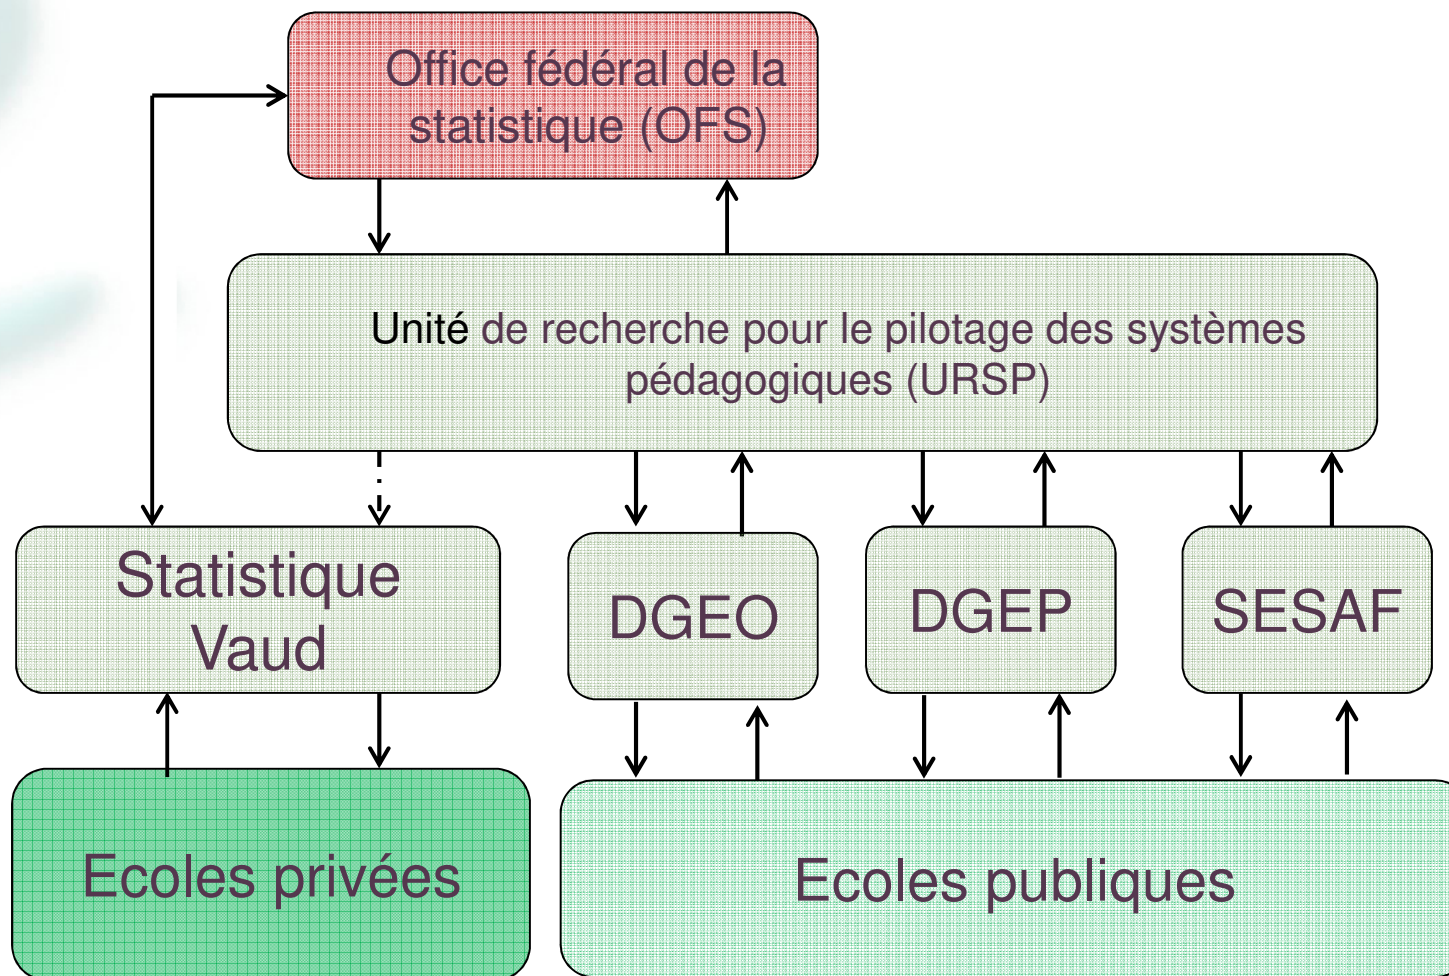 Office fédéral de la
statistique (OFS)
Unité de recherche pour le pilotage des systèmes
pédagogiques (URSP)
Statistique
Vaud
DGEO
DGEP
SESAF
Ecoles privées
Ecoles publiques